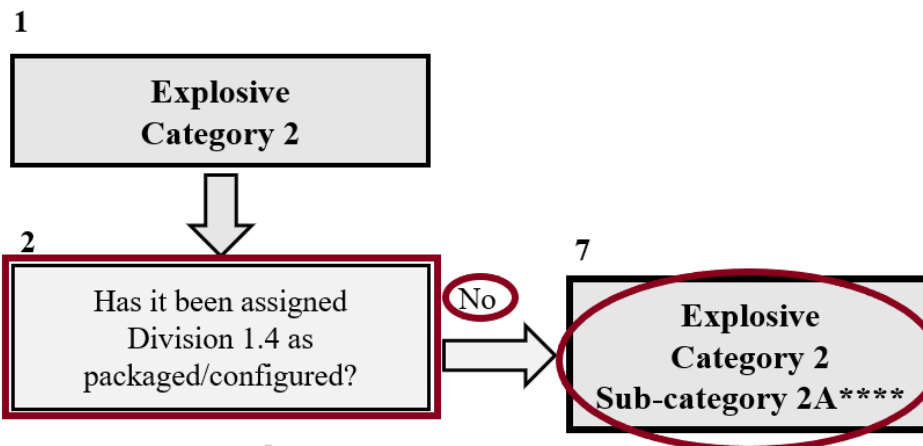 1
Explosive
Category 2
2
Has it been assigned
Division 1.4 as
packaged/configured?
No
7
Explosive
Category 2
Sub-category 2A****